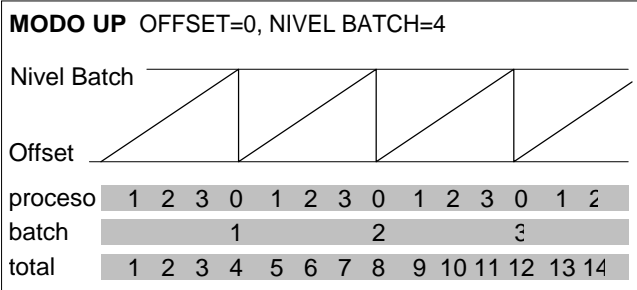 MODO UP OFFSET=0, NIVEL BATCH=4
Nivel Batch
Offset
proceso 1 2 3 0 1 2 3 0 1 2 3 0 1 2
batch 1 2 3
total 1 2 3 4 5 6 7 8 9 10 11 12 13 14